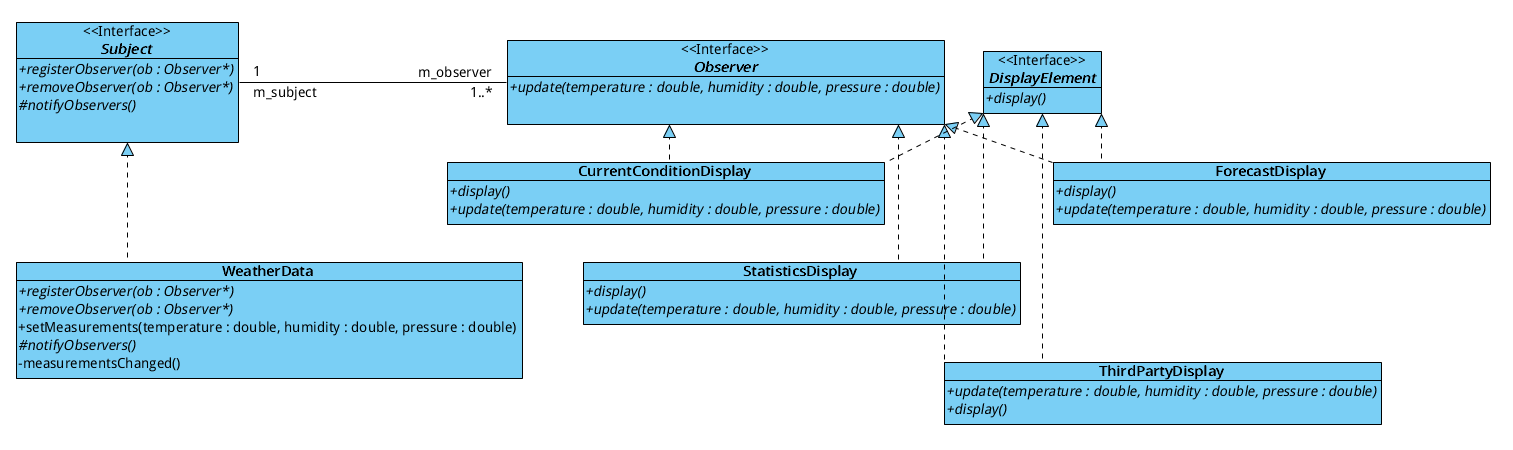 <<Interface>>
Subject
+registerObserver(ob : Observer*)
+removeObserver(ob : Observer*)
#notifyObservers()
1
m_subject
m_observer
1..*
<<Interface>>
Observer
+update(temperature : double, humidity : double, pressure : double)
<<Interface>>
DisplayElement
+display()
CurrentConditionDisplay
+display()
+update(temperature : double, humidity : double, pressure : double)
ForecastDisplay
+display()
+update(temperature : double, humidity : double, pressure : double)
WeatherData
+registerObserver(ob : Observer*)
+removeObserver(ob : Observer*)
+setMeasurements(temperature : double, humidity : double, pressure : double)
#notifyObservers()
-measurementsChanged()
StatisticsDisplay
+display()
+update(temperature : double, humidity : double, pressure : double)
ThirdPartyDisplay
+update(temperature : double, humidity : double, pressure : double)
+display()